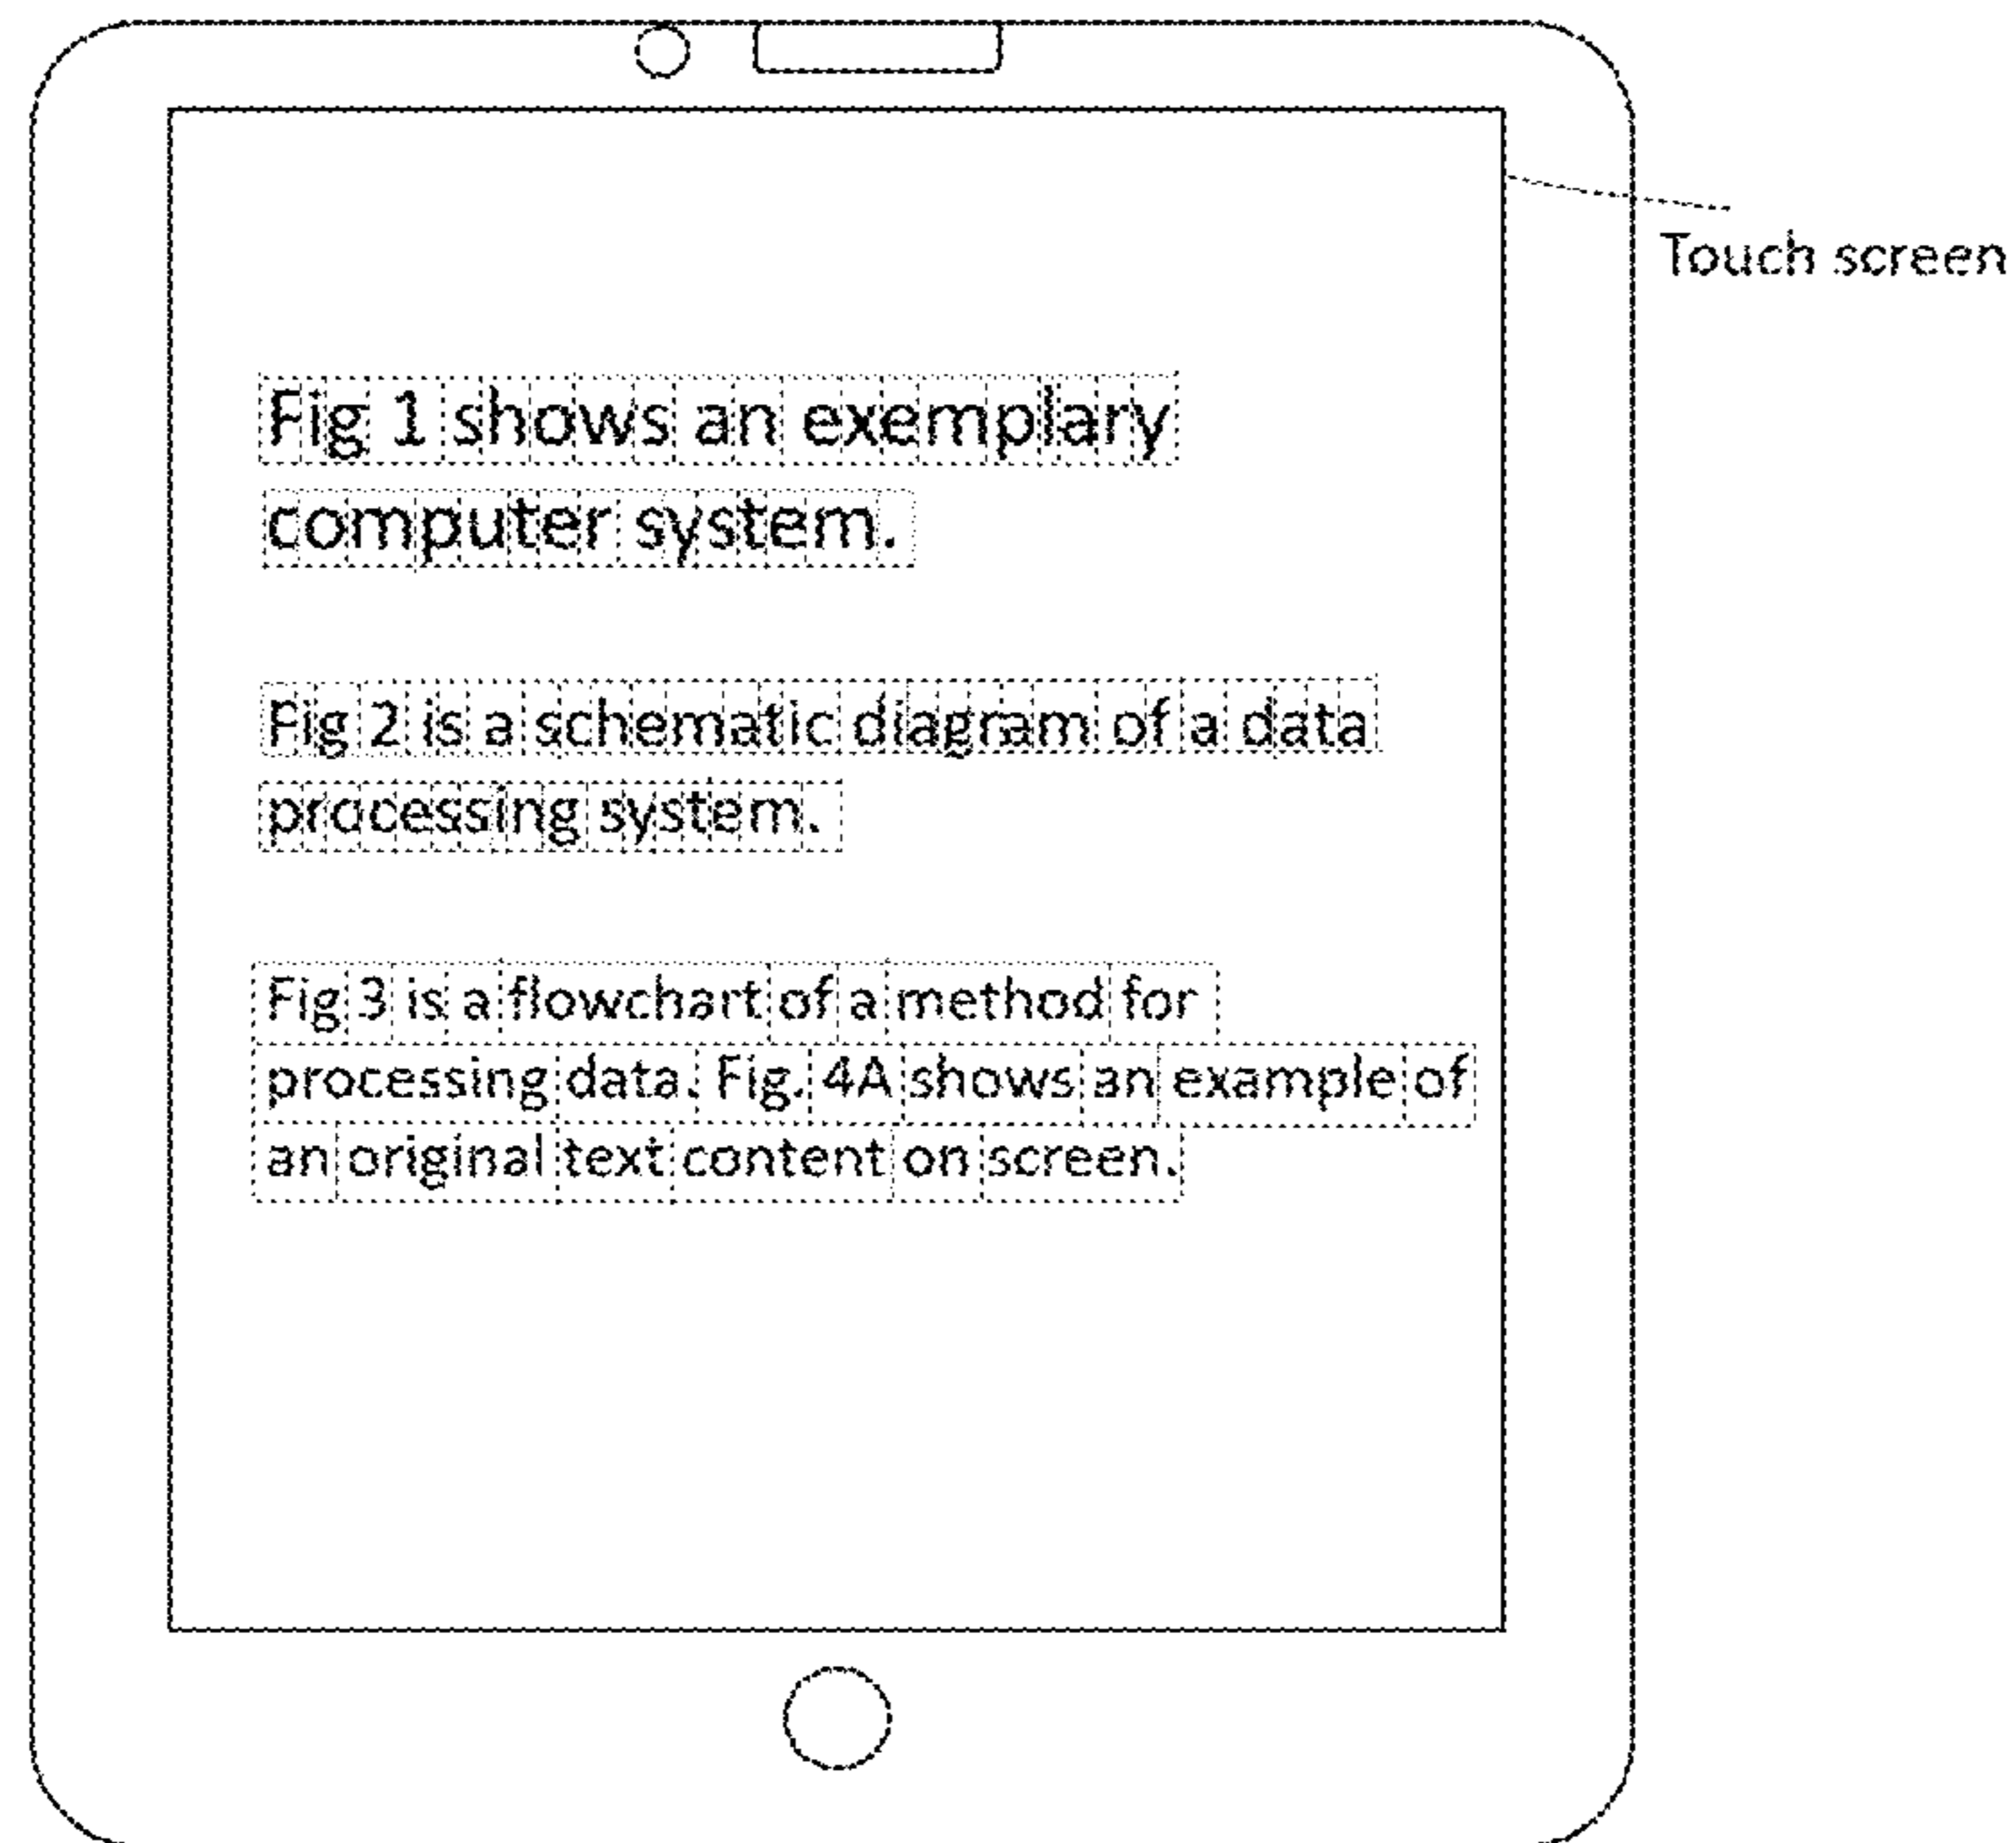 Touch screen
Fig 1 shows an exemplary
computer system.
Fig 2 is a schematic diagram of a data
processing system.
Fig 3 is a flowchart of a method for
processing data. Fig. 4A shows an example of
an original text content on screen.